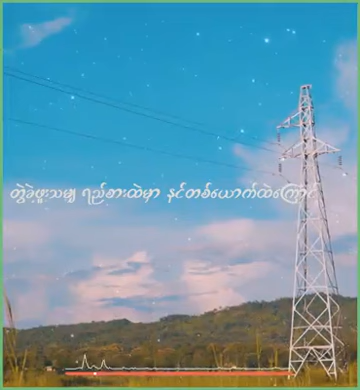 တွဲခဲ့ဖူးသမျှ ရည်စားထဲမှာ နင်တစ်ယောက်ထဲကြောင့်